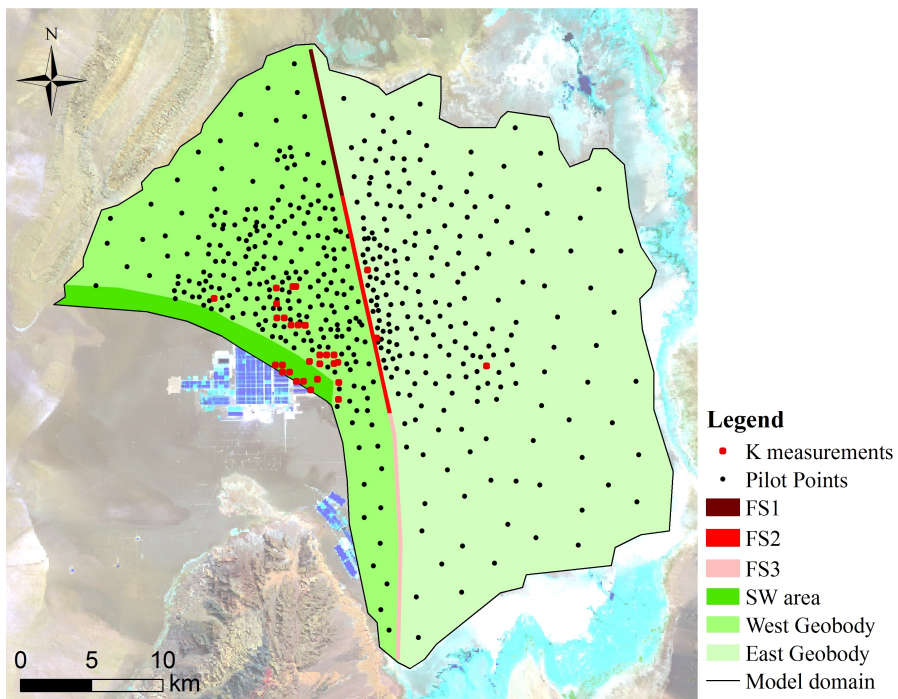 N
Legend
K measurements
Pilot Points
FS1
FS2
FS3
SW area
West Geobody
East Geobody
Model domain
0 5 10
km